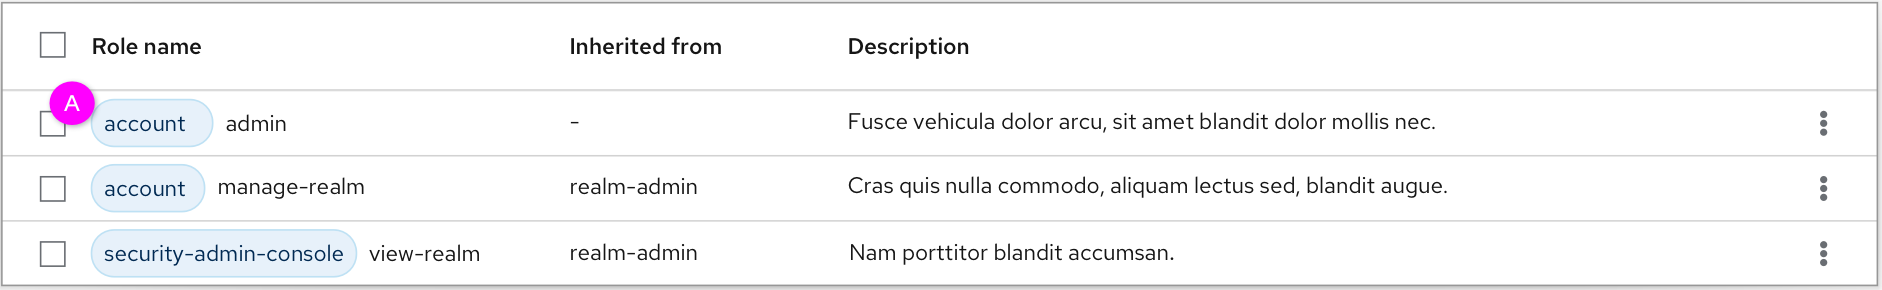 Role name Inherited from Description
A
account admin - Fusce vehicula dolor arcu, sit amet blandit dolor mollis nec.
account manage-realm realm-admin Cras quis nulla commodo, aliquam lectus sed, blandit augue.
security-admin-console view-realm realm-admin Nam porttitor blandit accumsan.